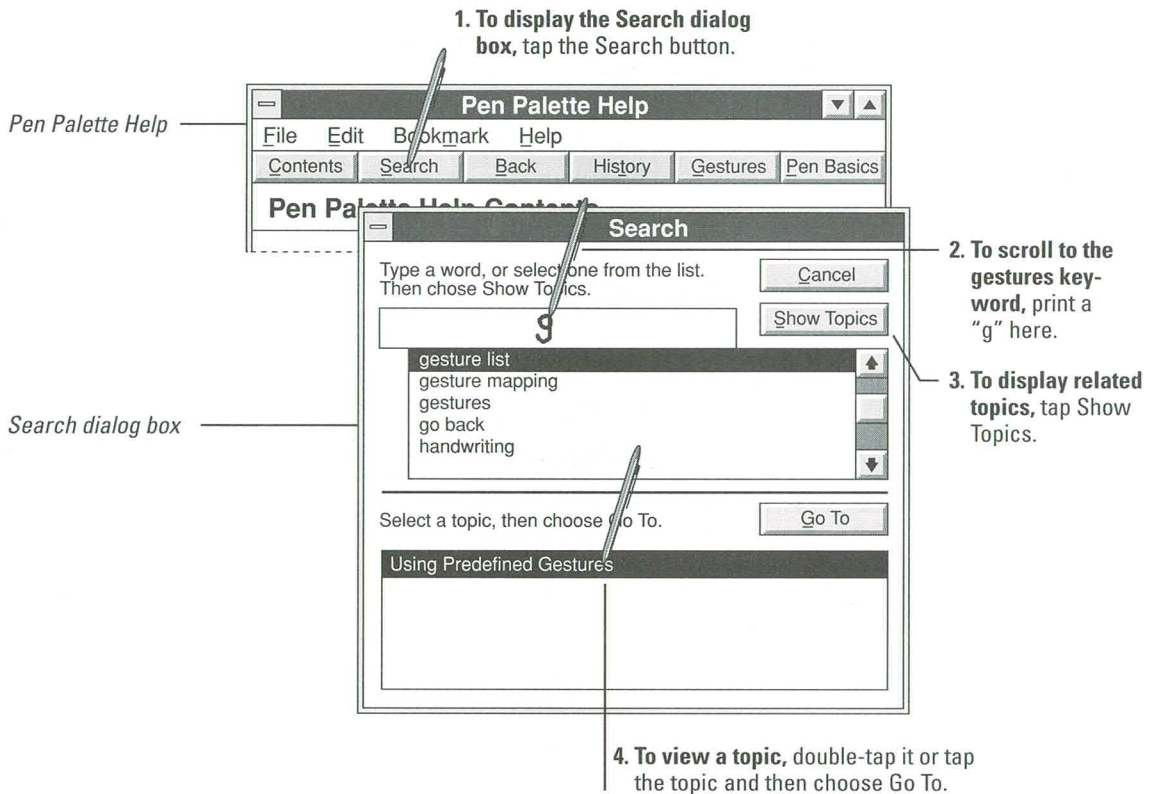 1. To display the Search dialog
box, tap the Search button.
Pen Palette Help
Pen Palette Help
File Edit Bookmark Help
Contents Search Back History Gestures Pen Basics
Pen Palette Help Contents
Search
Type a word, or select one from the list.
Then chose Show Topics.
Cancel
Show Topics
g
gesture list
gesture mapping
gestures
go back
handwriting
2. To scroll to the
gestures key-
word, print a
"g" here.
3. To display related
topics, tap Show
Topics.
Search dialog box
Select a topic, then choose Go To.
Go To
Using Predefined Gestures
4. To view a topic, double-tap it or tap
the topic and then choose Go To.